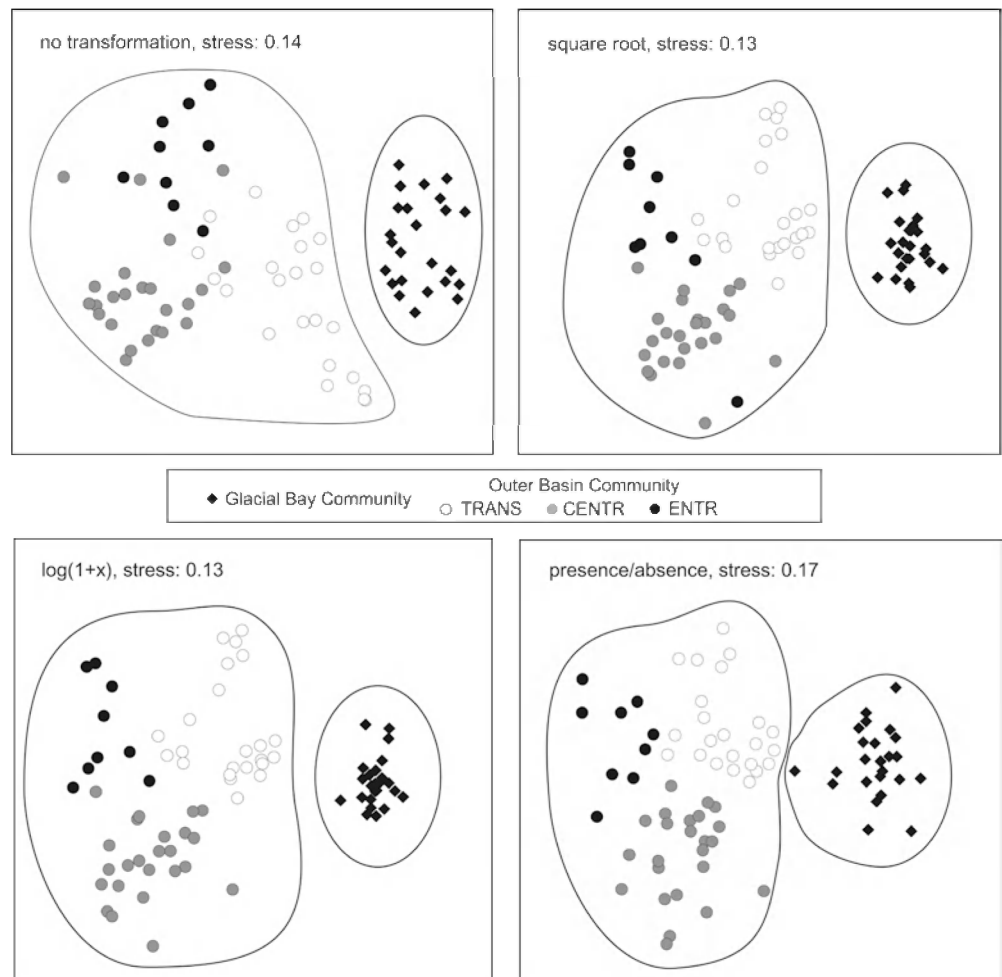 no transformation, stress: 0.14
square root, stress: 0.13
Outer Basin Community
Glacial Bay Community
TRANS CENTR ENTR
log(1+x), stress: 0.13
presence/absence, stress: 0.17